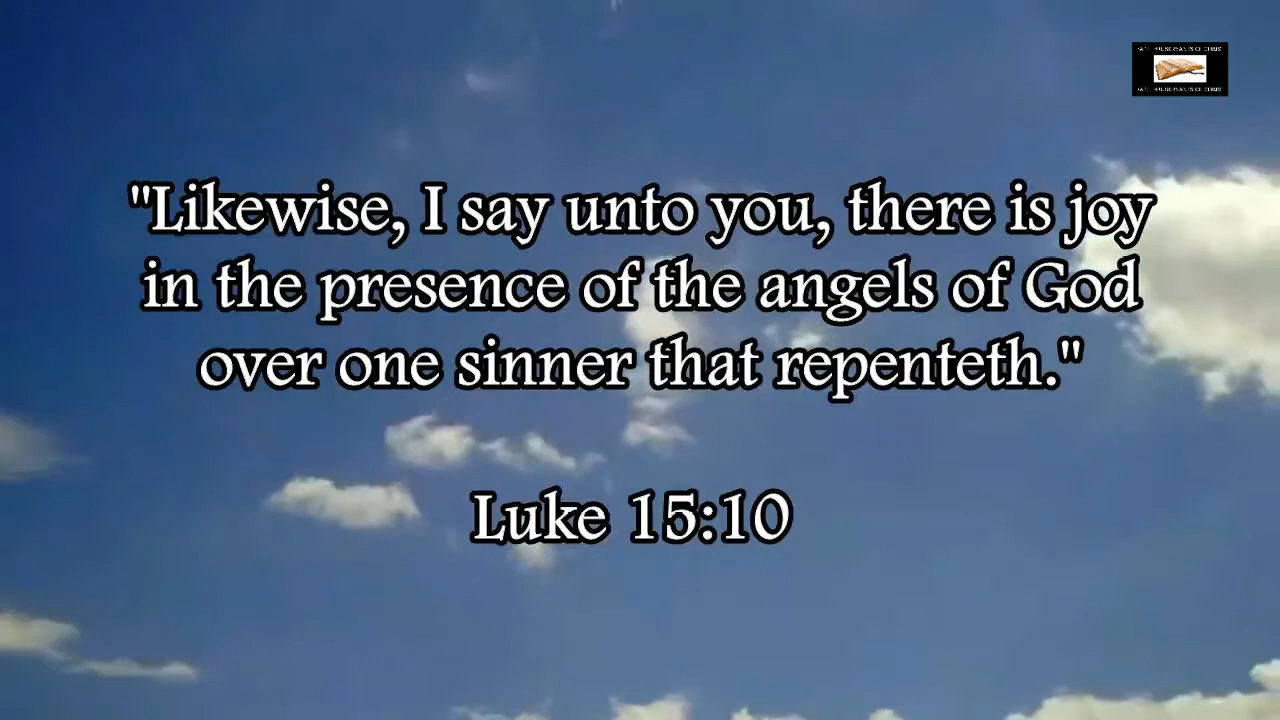 "Likewise, I say unto you, there is joy
in the presence of the angels of God
over one sinner that repenteth."
Luke 15:10